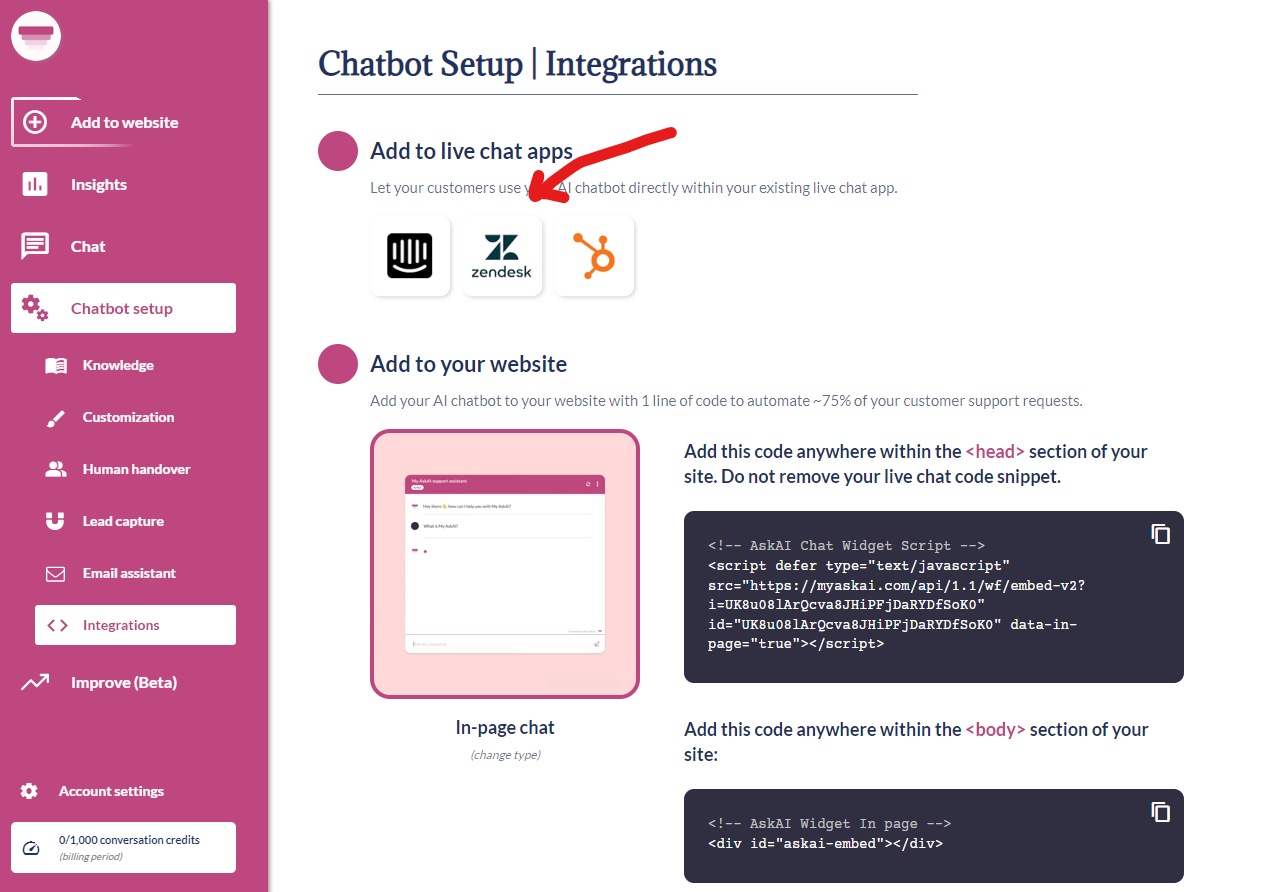 Chatbot Setup | Integrations
Add to website
Insights
Chat
Chatbot setup
Knowledge
Customization
Human handover
Lead capture
Email assistant
Integrations
Improve (Beta)
Account settings
0/1,000 conversation credits
(billing period)
Add to live chat apps
Let your customers use AI chatbot directly within your existing live chat app.
zendesk
Add to your website
Add your AI chatbot to your website with 1 line of code to automate ~75% of your customer support requests.
My AskAI support assistant
Hey there 👋, how can I help you with My AskAI?
What is My AskAI?
In-page chat
(change type)
Add this code anywhere within the <head> section of your
site. Do not remove your live chat code snippet.
<!-- AskAI Chat Widget Script -->
<script defer type="text/javascript"
src="https://myaskai.com/api/1.1/wf/embed-v2?
i=UK8u08lArQcva8JHiPFjDaRYDfSoK0"
id="UK8u08lArQcva8JHiPFjDaRYDfSoK0" data-in-
page="true"></script>
Add this code anywhere within the <body> section of your
site:
<!-- AskAI Widget In page -->
<div id="askai-embed"></div>